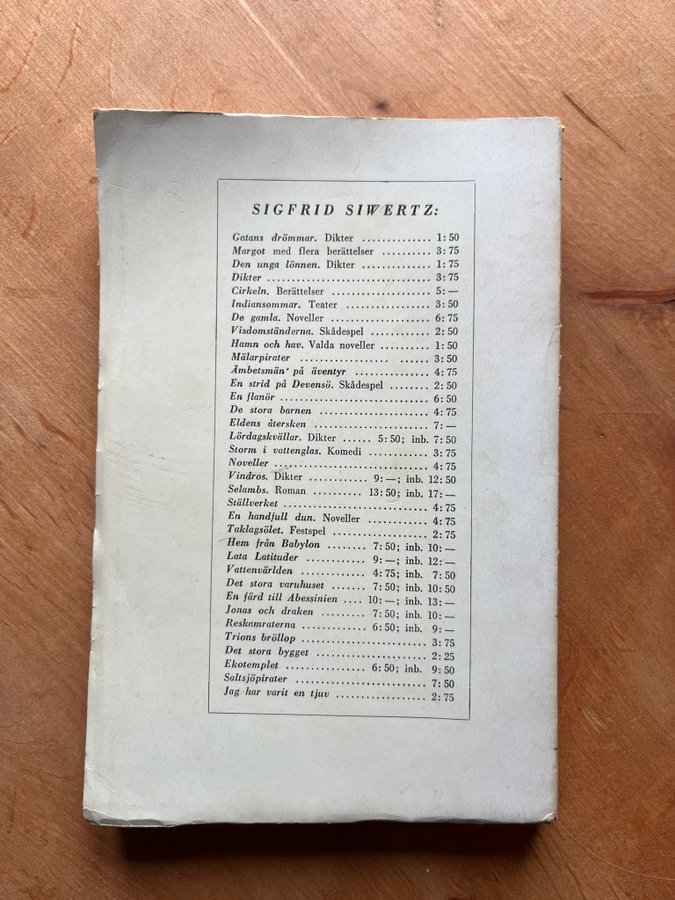 SIGFRID SIWERTZ:
Gatans drömmar. Dikter .............. 1: 50
Margot med flera berättelser .......... 3: 75
Den unga lönnen. Dikter .............. 1: 75
Dikter ................................ 3: 75
Cirkeln. Berättelser .................... 5: —
Indiansommar. Teater ................ 3: 50
De gamla. Noveller .................... 6: 75
Visdomständerna. Skådespel ............ 2: 50
Hamn och hav. Valda noveller .......... 1: 50
Mälarpirater .................... ...... 3: 50
Ämbetsmän på äventyr ................ 4: 75
En strid på Devensö. Skådespel ........ 2: 50
En flanör .............................. 6: 50
De stora barnen ........................ 4: 75
Eldens återsken ........................ 7: —
Lördagskvällar. Dikter ...... 5: 50; inb. 7: 50
Storm i vattenglas. Komedi ............ 3: 75
Noveller .............................. 4: 75
Vindros. Dikter ............ 9: —; inb. 12: 50
Selambs. Roman ............ 13: 50; inb. 17: —
Ställverket ............................ 4: 75
En handfull dun. Noveller .............. 4: 75
Taklagsölet. Festspel .................. 2: 75
Hem från Babylon ........ 7: 50; inb. 10: —
Lata Latituder ............ 9: —; inb. 12: —
Vattenvärlden .............. 4: 75; inb. 7: 50
Det stora varuhuset ........ 7: 50; inb. 10: 50
En färd till Abessinien .... 10: —; inb. 13: —
Jonas och draken .......... 7: 50; inb. 10: —
Reskamraterna .............. 6: 50; inb. 9: —
Trions bröllop .......................... 3: 75
Det stora bygget ........................ 2: 25
Ekotemplet ................ 6: 50; inb. 9: 50
Saltsjöpirater .......................... 7: 50
Jag har varit en tjuv .................. 2: 75